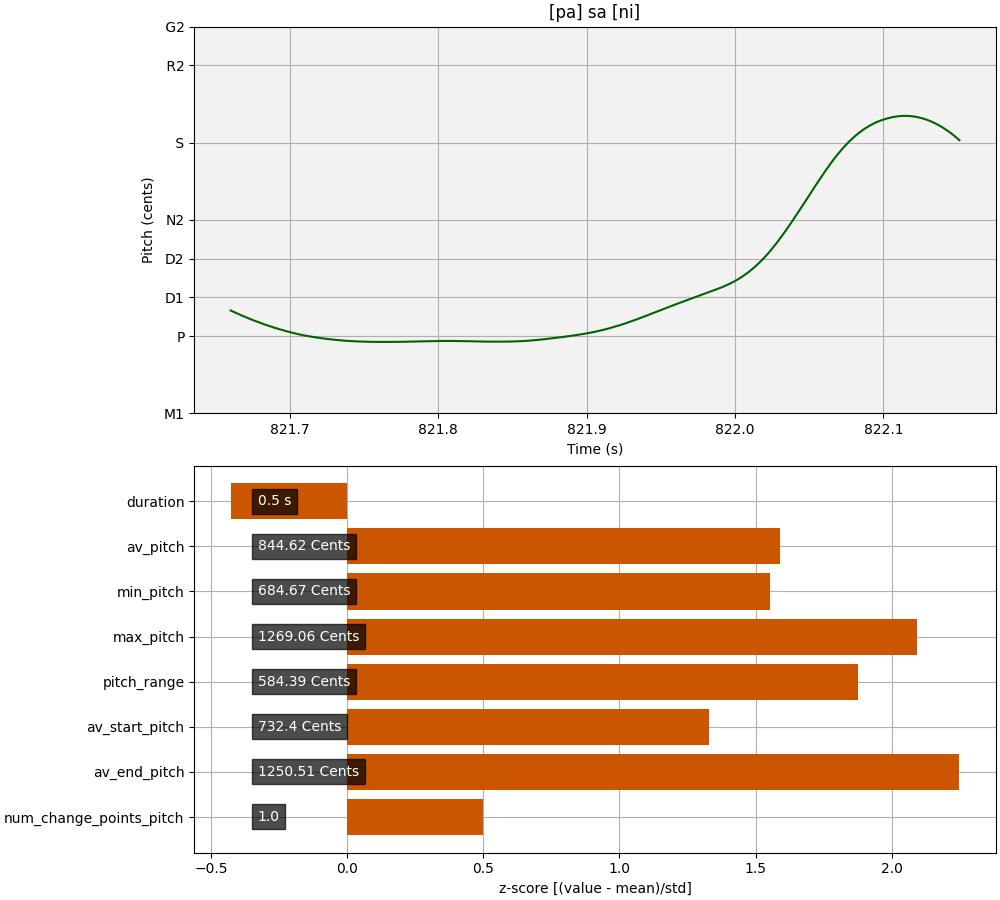 [pa] sa [ni]
G2
R2
S
N2
D2
D1
P
M1
Pitch (cents)
821.7 821.8 821.9 822.0 822.1
Time (s)
duration 0.5 s
av_pitch 844.62 Cents
min_pitch 684.67 Cents
max_pitch 1269.06 Cents
pitch_range 584.39 Cents
av_start_pitch 732.4 Cents
av_end_pitch 1250.51 Cents
num_change_points_pitch 1.0
−0.5 0.0 0.5 1.0 1.5 2.0
z-score [(value - mean)/std]